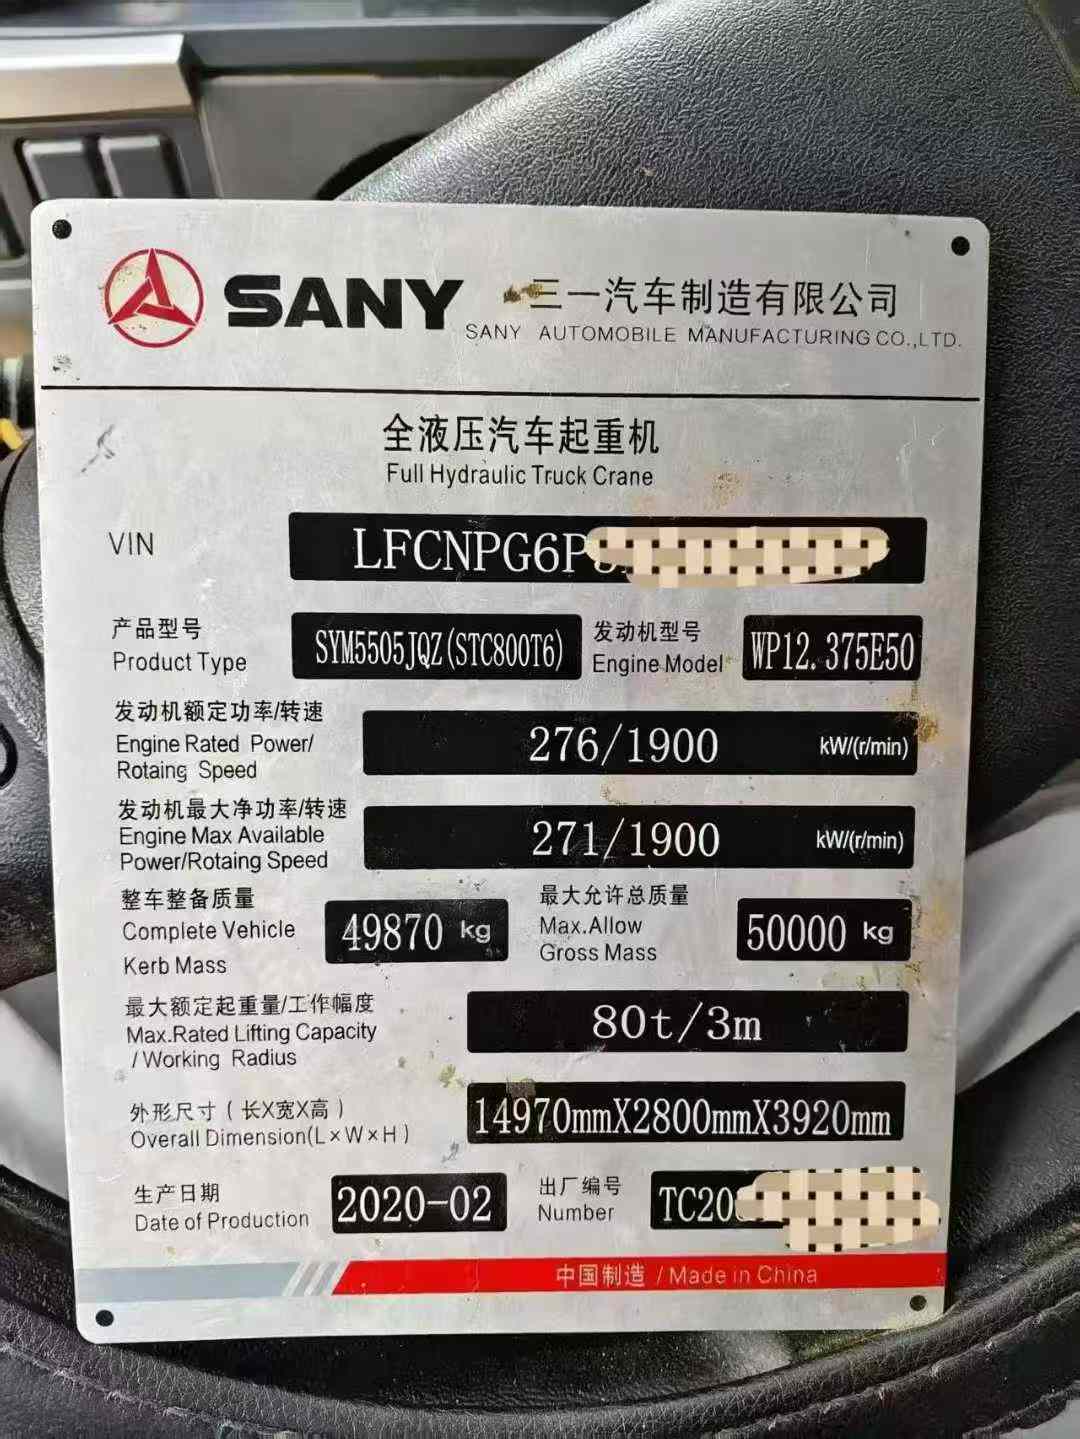 SANY 三一汽车制造有限公司
SANY AUTOMOBILE MANUFACTURING CO.,LTD.
全液压汽车起重机
Full Hydraulic Truck Crane
VIN LFCNPG6P
产品型号 SYM5505JQZ(STC800T6) 发动机型号 WP12.375E50
Product Type Engine Model
发动机额定功率/转速
Engine Rated Power/ 276/1900 kW/(r/min)
Rotaing Speed
发动机最大净功率/转速
Engine Max Available 271/1900 kW/(r/min)
Power/Rotaing Speed
整车整备质量 最大允许总质量
Complete Vehicle 49870 kg Max.Allow 50000 kg
Kerb Mass Gross Mass
最大额定起重量/工作幅度
Max.Rated Lifting Capacity 80t/3m
/Working Radius
外形尺寸（长X宽X高） 14970mmX2800mmX3920mm
Overall Dimension(L×W×H)
生产日期 2020-02 出厂编号 TC20
Date of Production Number
中国制造 / Made in China